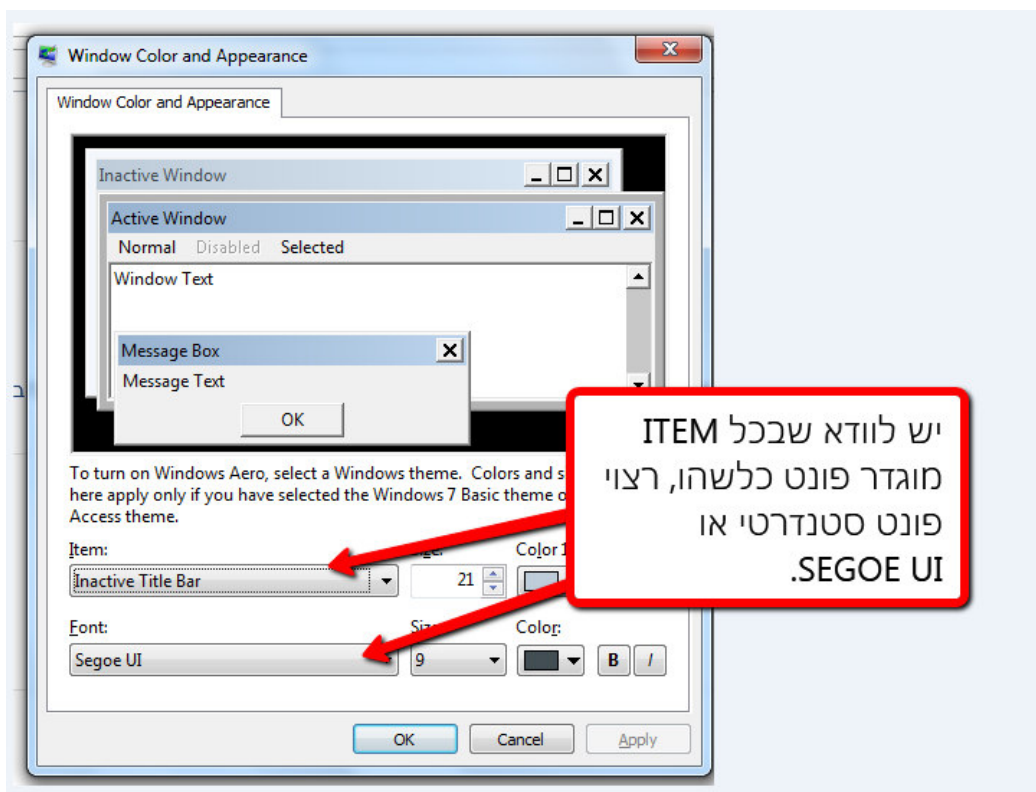 Window Color and Appearance
Window Color and Appearance
Inactive Window
Active Window
Normal Disabled Selected
Window Text
Message Box
Message Text
OK
ב
יש לוודא שבכל ITEM
מוגדר פונט כלשהו, רצוי
פונט סטנדרטי או
SEGOE UI.
To turn on Windows Aero, select a Windows theme. Colors and s
here apply only if you have selected the Windows 7 Basic theme o
Access theme.
Item:
Color 1
Inactive Title Bar
21
Font:
Color:
Segoe UI
9
B I
OK Cancel Apply